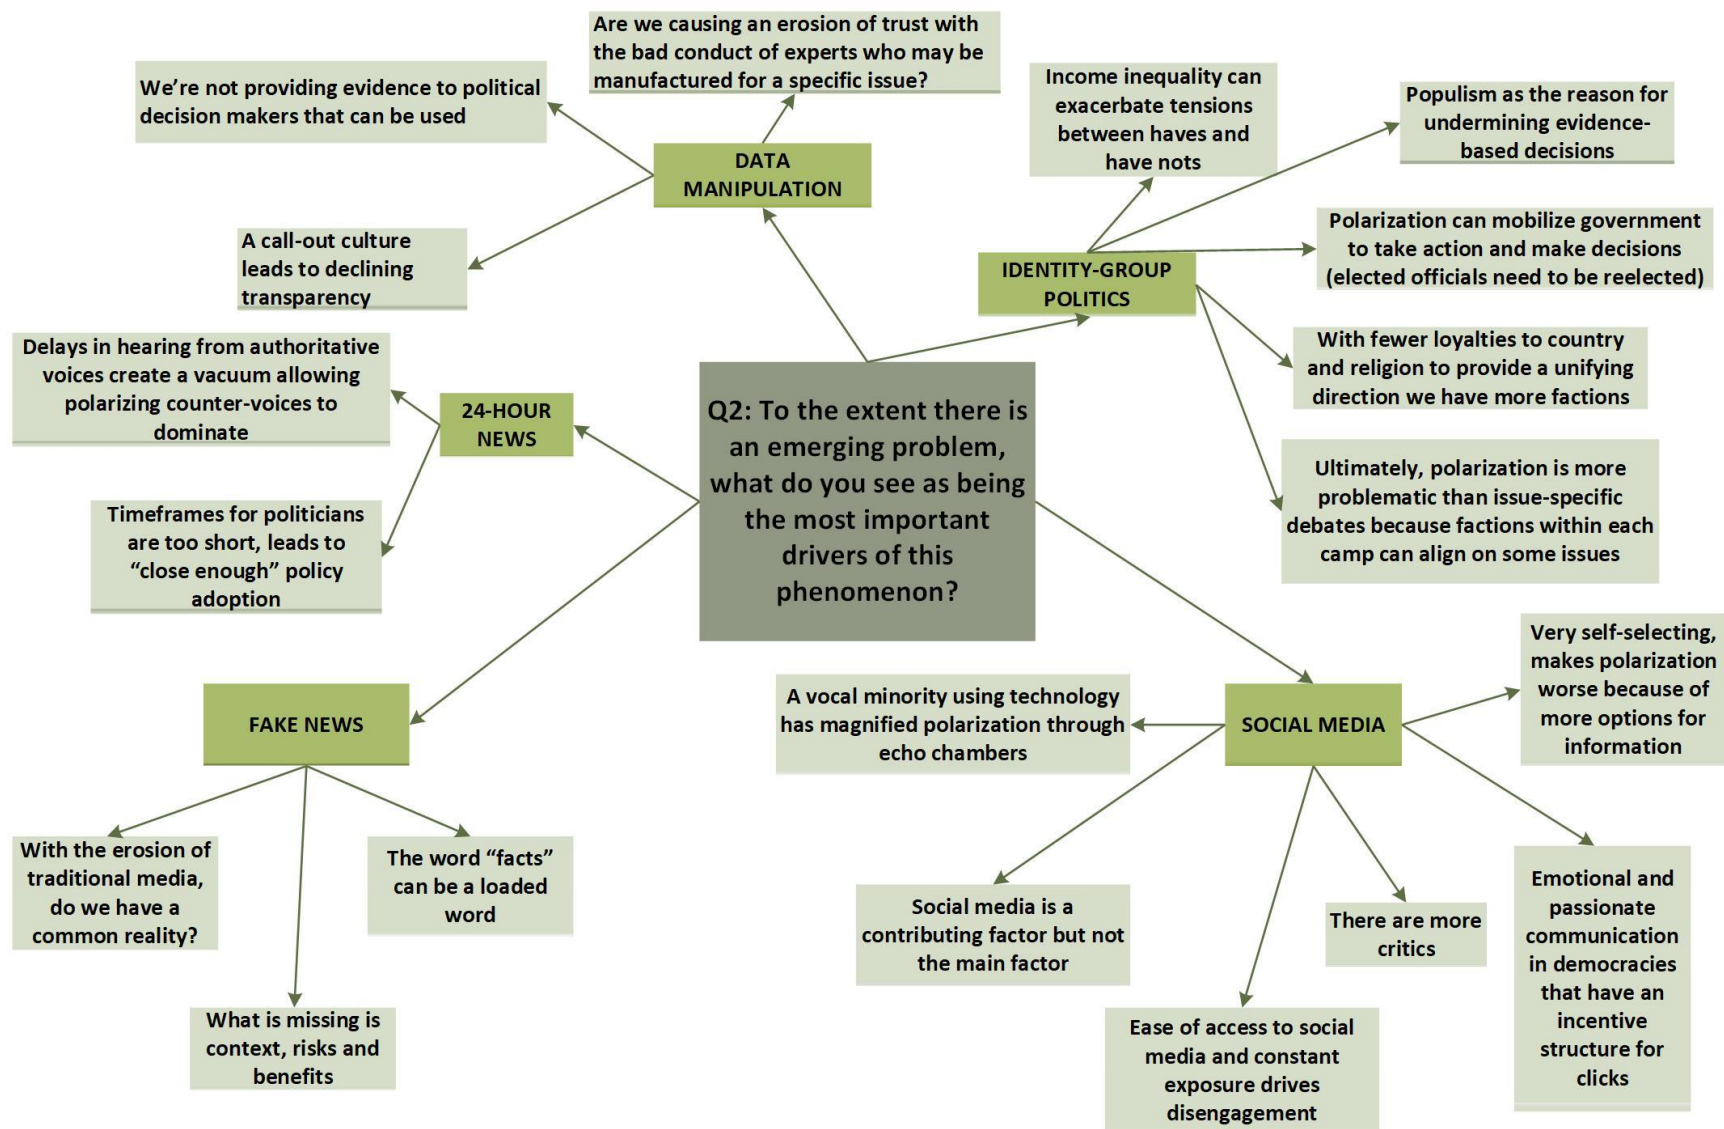 Are we causing an erosion of trust with
the bad conduct of experts who may be
manufactured for a specific issue?
We’re not providing evidence to political
decision makers that can be used
DATA
MANIPULATION
A call-out culture
leads to declining
transparency
Income inequality can
exacerbate tensions
between haves and
have nots
Populism as the reason for
undermining evidence-
based decisions
Polarization can mobilize government
to take action and make decisions
(elected officials need to be reelected)
IDENTITY-GROUP
POLITICS
With fewer loyalties to country
and religion to provide a unifying
direction we have more factions
Ultimately, polarization is more
problematic than issue-specific
debates because factions within each
camp can align on some issues
Delays in hearing from authoritative
voices create a vacuum allowing
polarizing counter-voices to
dominate
24-HOUR
NEWS
Timeframes for politicians
are too short, leads to
“close enough” policy
adoption
Q2: To the extent there is
an emerging problem,
what do you see as being
the most important
drivers of this
phenomenon?
FAKE NEWS
With the erosion of
traditional media,
do we have a
common reality?
The word “facts”
can be a loaded
word
What is missing is
context, risks and
benefits
A vocal minority using technology
has magnified polarization through
echo chambers
SOCIAL MEDIA
Very self-selecting,
makes polarization
worse because of
more options for
information
Social media is a
contributing factor but not
the main factor
There are more
critics
Emotional and
passionate
communication
in democracies
that have an
incentive
structure for
clicks
Ease of access to social
media and constant
exposure drives
disengagement